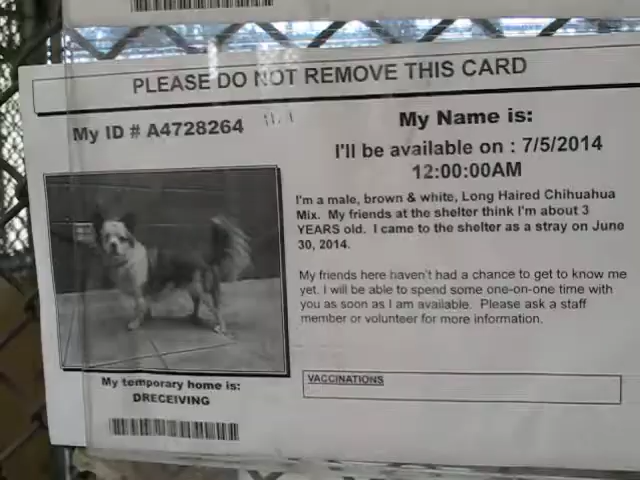 PLEASE DO NOT REMOVE THIS CARD
My ID # A4728264
My Name is:
I'll be available on : 7/5/2014
12:00:00AM
I'm a male, brown & white, Long Haired Chihuahua
Mix. My friends at the shelter think I'm about 3
YEARS old. I came to the shelter as a stray on June
30, 2014.
My friends here haven't had a chance to get to know me
yet. I will be able to spend some one-on-one time with
you as soon as I am available. Please ask a staff
member or volunteer for more information.
VACCINATIONS
My temporary home is:
DRECEIVING